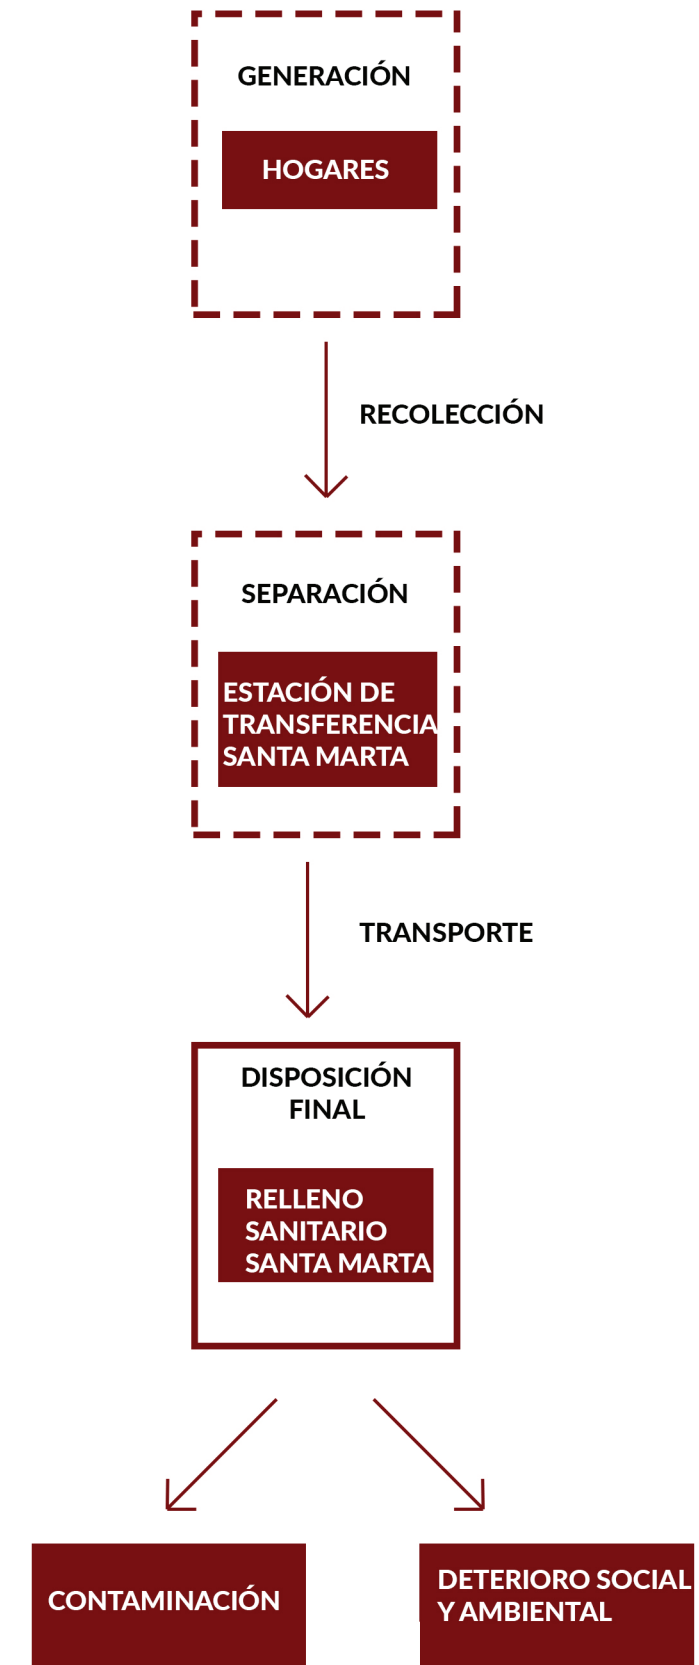 GENERACIÓN
HOGARES
RECOLECCIÓN
SEPARACIÓN
ESTACIÓN DE
TRANSFERENCIA
SANTA MARTA
TRANSPORTE
DISPOSICIÓN
FINAL
RELLENO
SANITARIO
SANTA MARTA
CONTAMINACIÓN
DETERIORO SOCIAL
Y AMBIENTAL